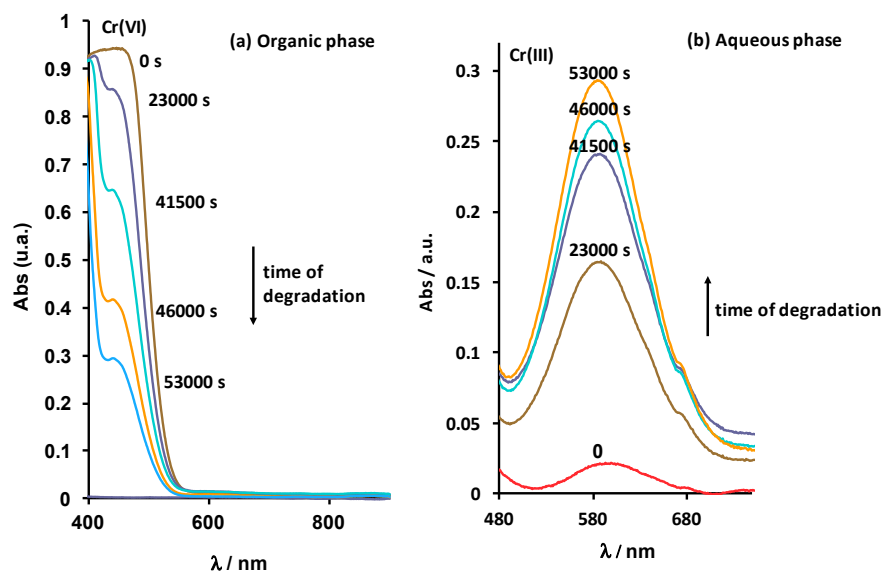 Cr(VI)
(a) Organic phase
0 s
23000 s
41500 s
46000 s
53000 s
time of
degradation
Abs (u.a.)
1
0.9
0.8
0.7
0.6
0.5
0.4
0.3
0.2
0.1
0
400
600
800
λ / nm
(b) Aqueous phase
Cr(III)
53000 s
46000 s
41500 s
23000 s
0
time of degradation
Abs / a.u.
0.3
0.25
0.2
0.15
0.1
0.05
0
480
580
680
λ / nm